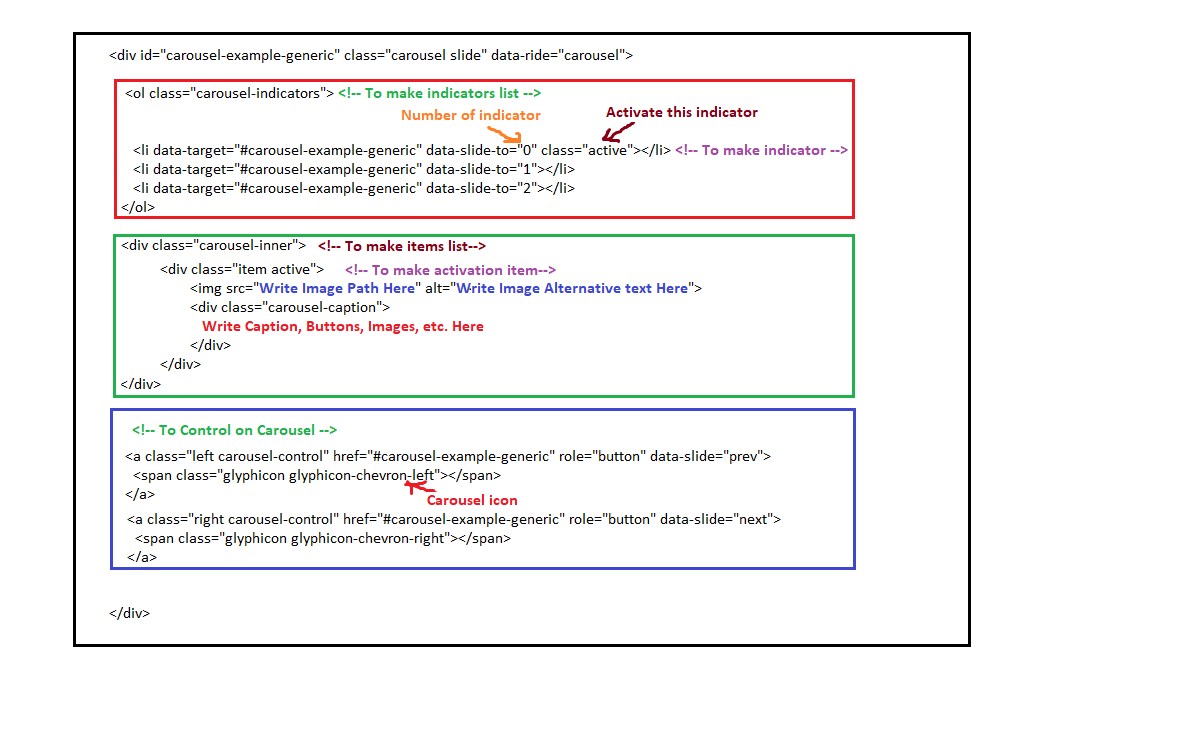 <div id="carousel-example-generic" class="carousel slide" data-ride="carousel">
<ol class="carousel-indicators"> <!-- To make indicators list -->
Number of indicator
Activate this indicator
<li data-target="#carousel-example-generic" data-slide-to="0" class="active"></li> <!-- To make indicator -->
<li data-target="#carousel-example-generic" data-slide-to="1"></li>
<li data-target="#carousel-example-generic" data-slide-to="2"></li>
</ol>
<div class="carousel-inner"> <!-- To make items list-->
<div class="item active"> <!-- To make activation item-->
<img src="Write Image Path Here" alt="Write Image Alternative text Here">
<div class="carousel-caption">
Write Caption, Buttons, Images, etc. Here
</div>
</div>
</div>
<!-- To Control on Carousel -->
<a class="left carousel-control" href="#carousel-example-generic" role="button" data-slide="prev">
<span class="glyphicon glyphicon-chevron-left"></span>
</a>
Carousel icon
<a class="right carousel-control" href="#carousel-example-generic" role="button" data-slide="next">
<span class="glyphicon glyphicon-chevron-right"></span>
</a>
</div>